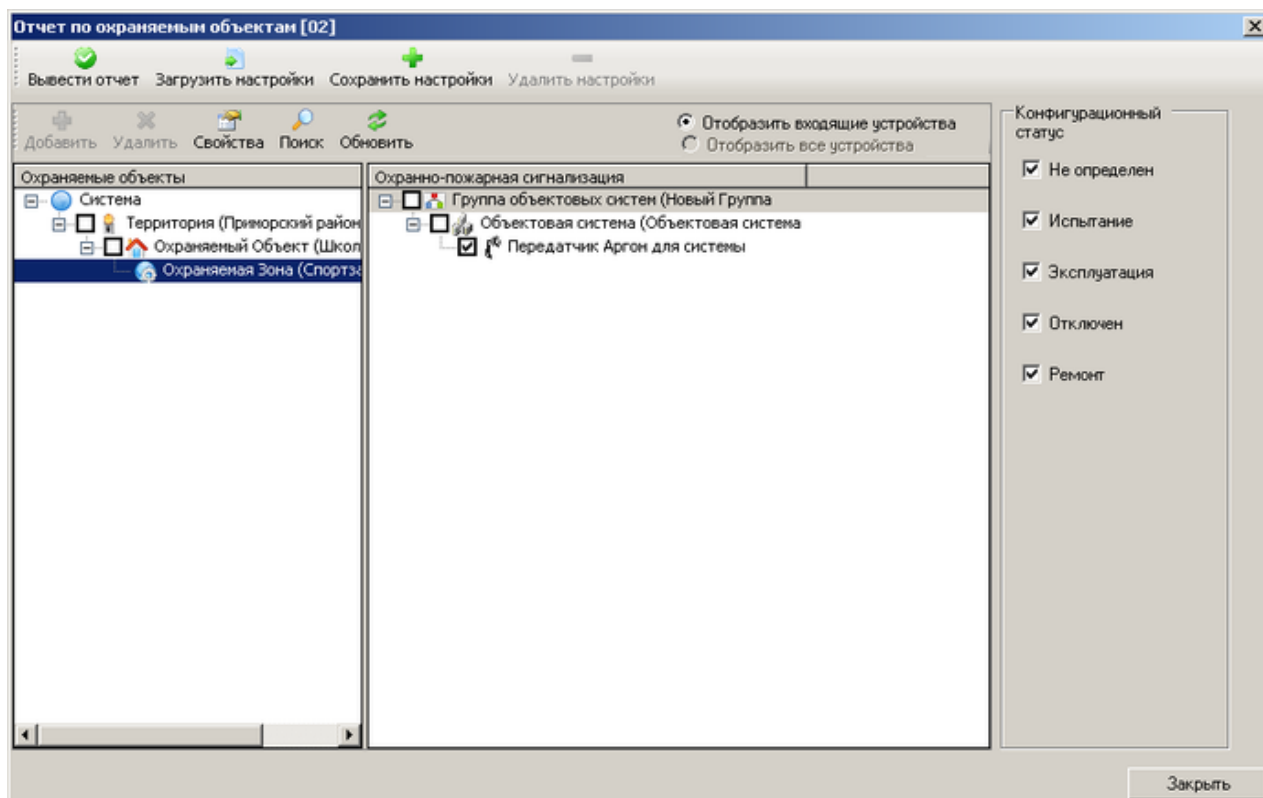 Отчет по охраняемым объектам [02]
Вывести отчет Загрузить настройки Сохранить настройки Удалить настройки
Добавить Удалить Свойства Поиск Обновить
Отобразить входящие устройства
Отобразить все устройства
Охраняемые объекты
Система
Территория (Приморский район
Охраняемый Объект (Школ
Охраняемая Зона (Спортза
Охранно-пожарная сигнализация
Группа объектовых систем (Новый Группа
Объектовая система (Объектовая система
Передатчик Аргон для системы
Конфигурационный
статус
Не определен
Испытание
Эксплуатация
Отключен
Ремонт
Закрыть